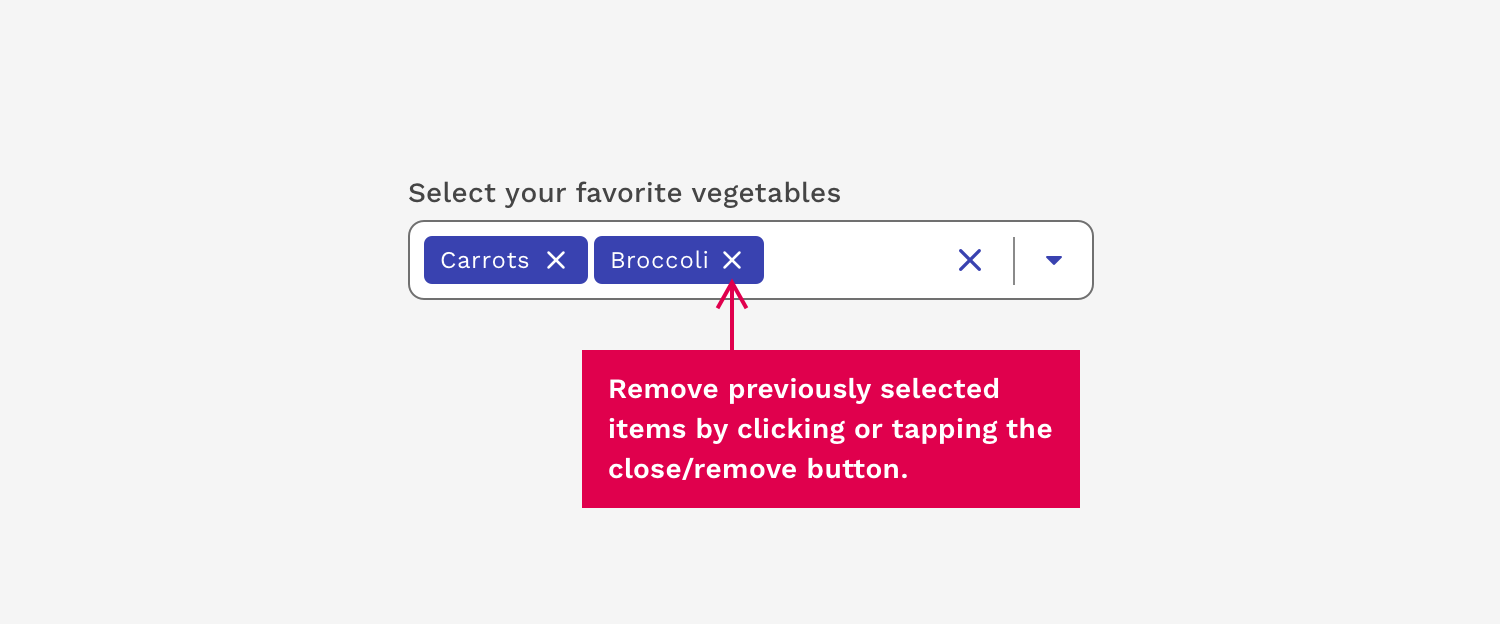 Select your favorite vegetables
Carrots Broccoli
Remove previously selected
items by clicking or tapping the
close/remove button.